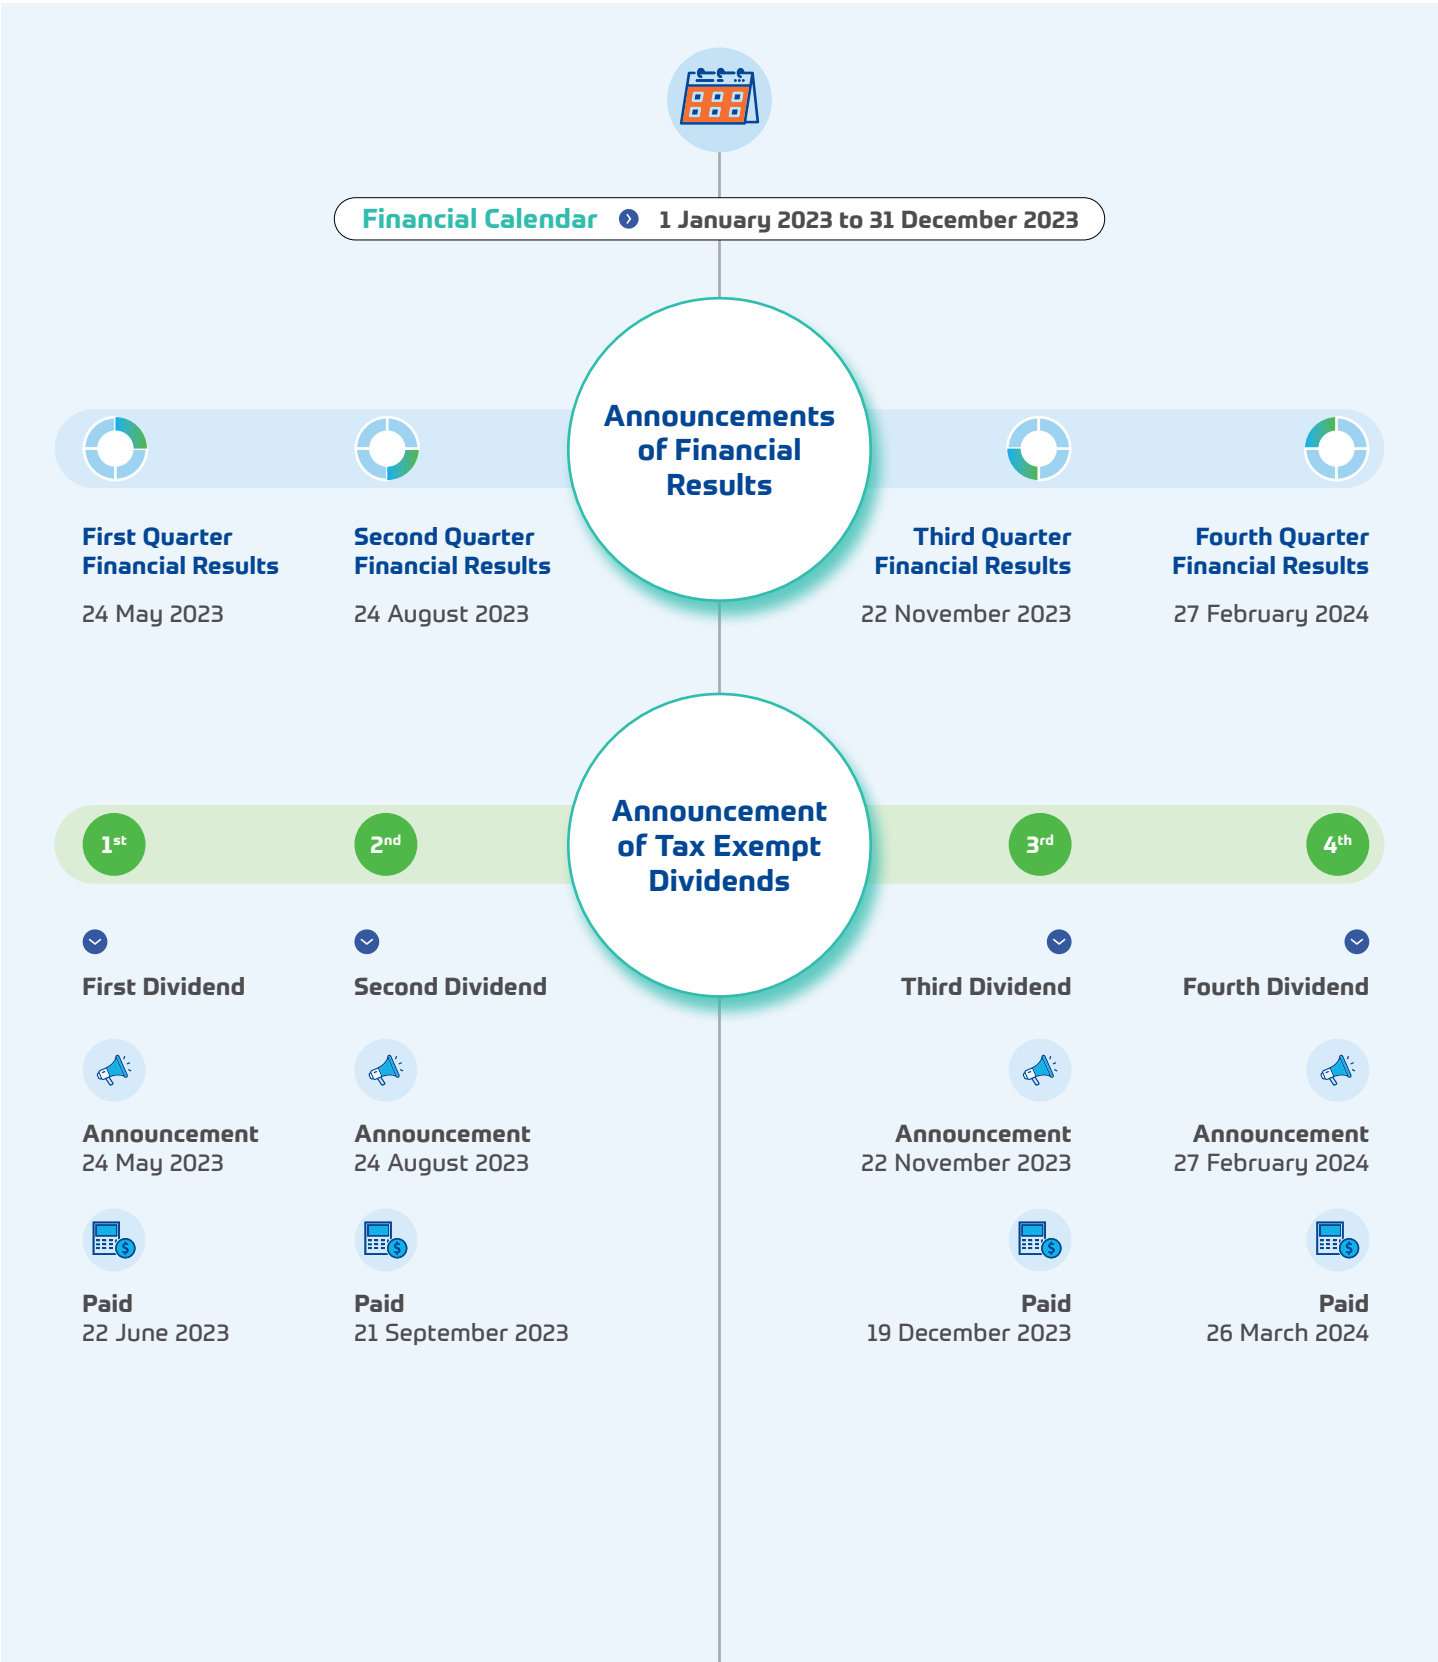 Financial Calendar 1 January 2023 to 31 December 2023
Announcements
of Financial
Results
First Quarter
Financial Results
24 May 2023
Second Quarter
Financial Results
24 August 2023
Third Quarter
Financial Results
22 November 2023
Fourth Quarter
Financial Results
27 February 2024
Announcement
of Tax Exempt
Dividends
1st
First Dividend
Announcement
24 May 2023
$
Paid
22 June 2023
2nd
Second Dividend
Announcement
24 August 2023
$
Paid
21 September 2023
3rd
Third Dividend
Announcement
22 November 2023
$
Paid
19 December 2023
4th
Fourth Dividend
Announcement
27 February 2024
$
Paid
26 March 2024